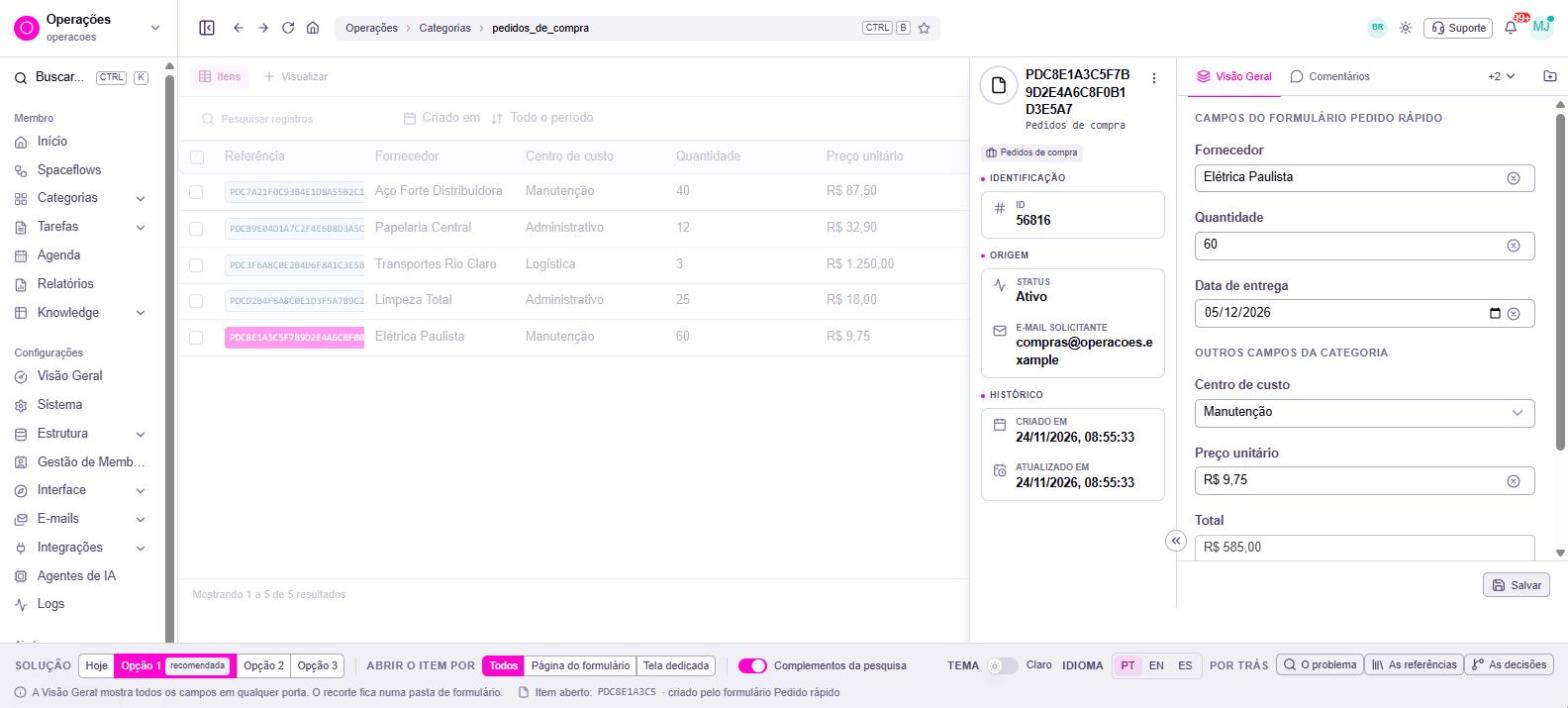 Operações
operacoes
Operações
Categorias
pedidos_de_compra
CTRL B
BR
Suporte
99+
MJ
Buscar... CTRL K
Membro
Início
Spaceflows
Categorias
Tarefas
Agenda
Relatórios
Knowledge
Configurações
Visão Geral
Sistema
Estrutura
Gestão de Memb...
Interface
E-mails
Integrações
Agentes de IA
Logs
Itens
Visualizar
Pesquisar registros
Criado em
Todo o período
Referência Fornecedor Centro de custo Quantidade Preço unitário
Aço Forte Distribuidora Manutenção 40 R$ 87,50
Papelaria Central Administrativo 12 R$ 32,90
Transportes Rio Claro Logística 3 R$ 1.250,00
Limpeza Total Administrativo 25 R$ 18,00
Elétrica Paulista Manutenção 60 R$ 9,75
Mostrando 1 a 5 de 5 resultados
PDC8E1A3C5F7B
9D2E4A6C8F0B1
D3E5A7
Pedidos de compra
Pedidos de compra
IDENTIFICAÇÃO
ID
56816
ORIGEM
STATUS
Ativo
E-MAIL SOLICITANTE
compras@operacoes.e
xample
HISTÓRICO
CRIADO EM
24/11/2026, 08:55:33
ATUALIZADO EM
24/11/2026, 08:55:33
Visão Geral
Comentários
+2
CAMPOS DO FORMULÁRIO PEDIDO RÁPIDO
Fornecedor
Elétrica Paulista
Quantidade
60
Data de entrega
05/12/2026
OUTROS CAMPOS DA CATEGORIA
Centro de custo
Manutenção
Preço unitário
R$ 9,75
Total
R$ 585,00
Salvar
SOLUÇÃO Hoje Opção 1 recomendada Opção 2 Opção 3 ABRIR O ITEM POR Todos Página do formulário Tela dedicada Complementos da pesquisa TEMA Claro IDIOMA PT EN ES POR TRÁS O problema As referências As decisões
A Visão Geral mostra todos os campos em qualquer porta. O recorte fica numa pasta de formulário. Item aberto: PDC8E1A3C5 · criado pelo formulário Pedido rápido